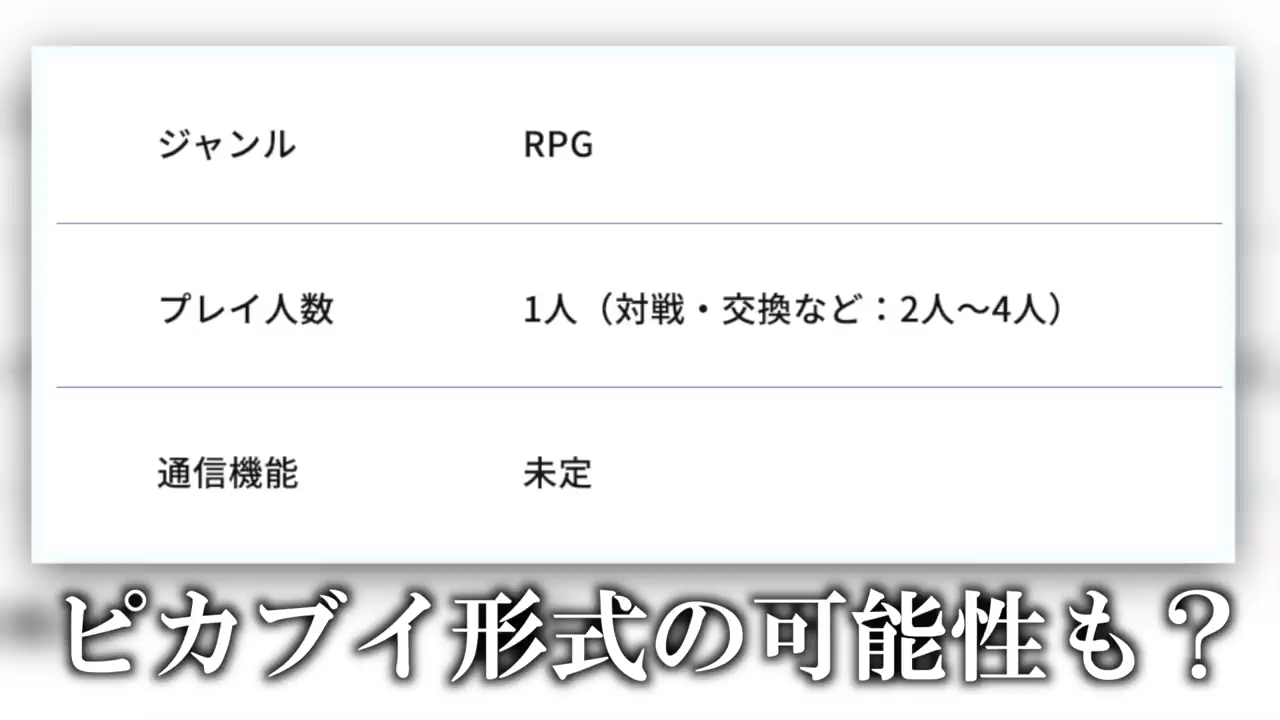 ジャンル RPG
プレイ人数 1人（対戦・交換など：2人〜4人）
通信機能 未定
ピカブイ形式の可能性も？